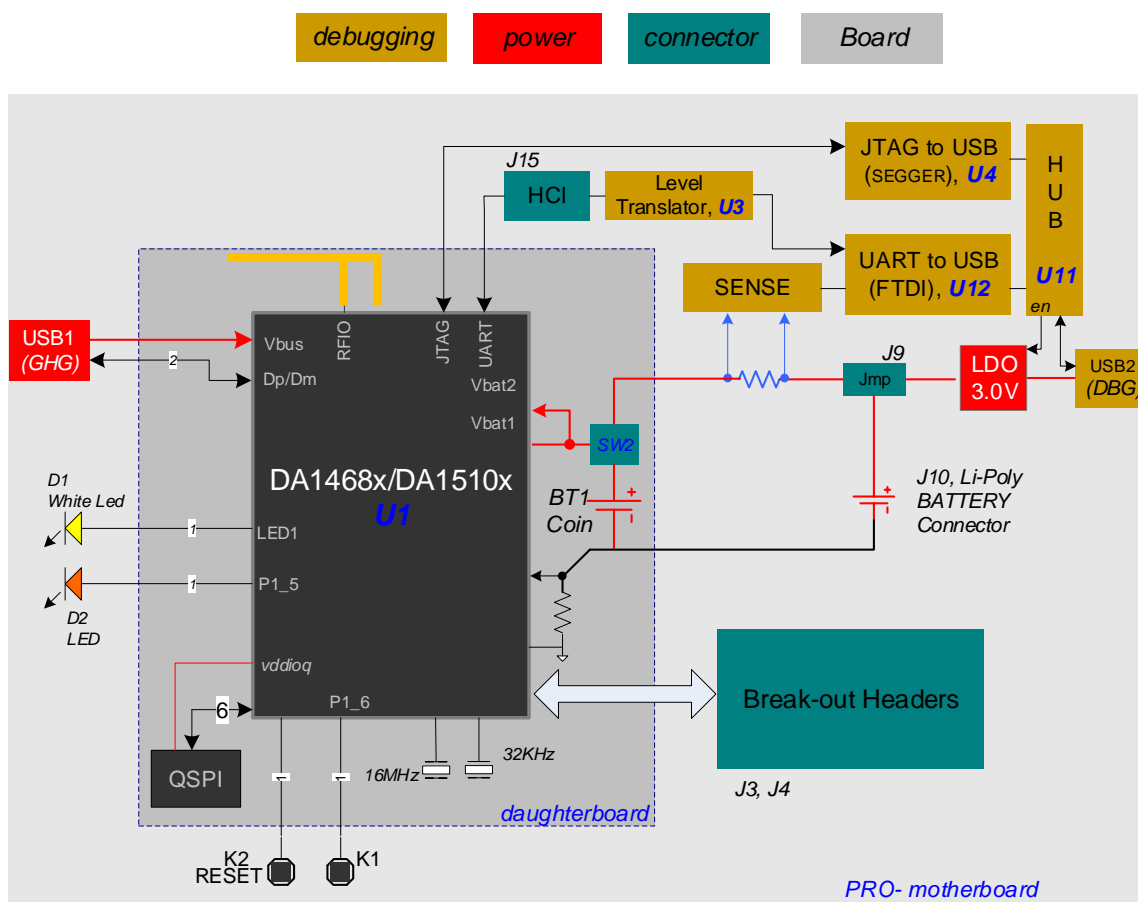 debugging
power
connector
Board
J15
HCI
Level
Translator, U3
JTAG to USB
(SEGGER), U4
H
U
B
U11
en
UART to USB
(FTDI), U12
SENSE
USB1
(GHG)
2
Vbus
Dp/Dm
RFIO
JTAG
UART
Vbat2
Vbat1
J9
Jmp
LDO
3.0V
USB2
(DBG)
SW2
DA1468x/DA1510x
U1
BT1
Coin
+
-
+
-
J10, Li-Poly
BATTERY
Connector
D1
White Led
1
LED1
1
P1_5
D2
LED
vddioq
P1_6
6
QSPI
16MHz
32KHz
1
1
Break-out Headers
J3, J4
daughterboard
K2
RESET
K1
PRO- motherboard